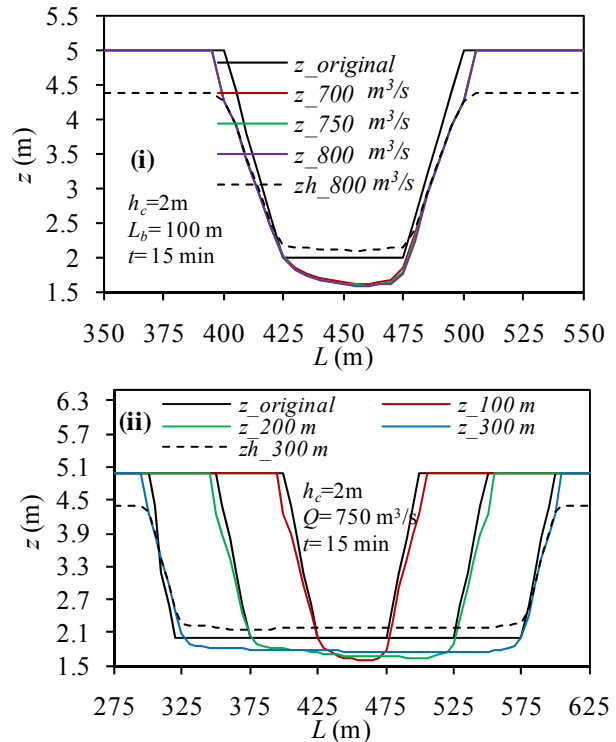 5.5
5
4.5
4
3.5
3
2.5
2
1.5
z (m)
z_original
z_700 m³/s
z_750 m³/s
z_800 m³/s
zh_800 m³/s
(i)
h_c=2m
L_b=100 m
t=15 min
350 375 400 425 450 475 500 525 550
L (m)
6.3
5.7
5.1
4.5
3.9
3.3
2.7
2.1
1.5
z (m)
(ii)
z_original z_100 m
z_200 m z_300 m
zh_300 m
h_c=2m
Q=750 m³/s
t=15 min
275 325 375 425 475 525 575 625
L (m)